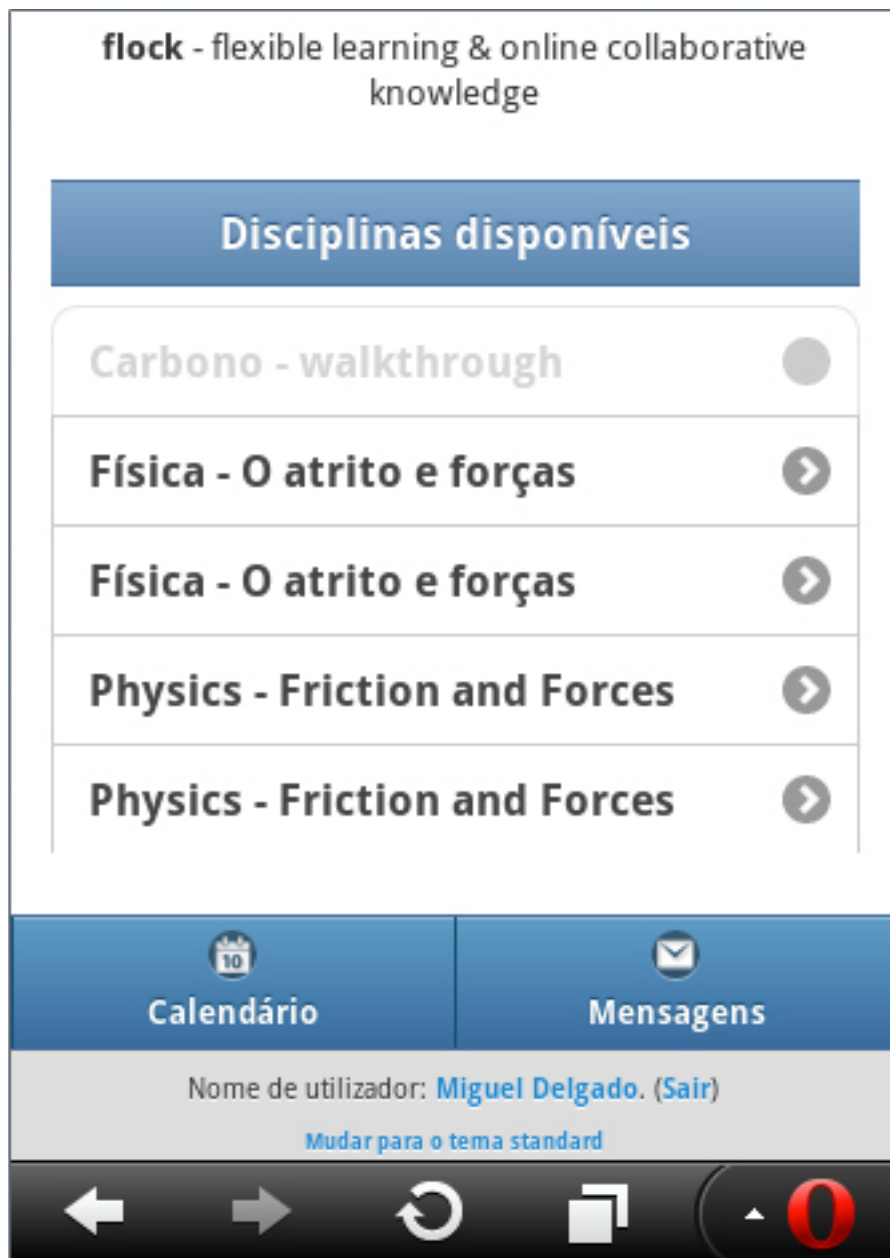 flock - flexible learning & online collaborative
knowledge
Disciplinas disponíveis
Carbono - walkthrough
Física - O atrito e forças
Física - O atrito e forças
Physics - Friction and Forces
Physics - Friction and Forces
10
Calendário
Mensagens
Nome de utilizador: Miguel Delgado. (Sair)
Mudar para o tema standard